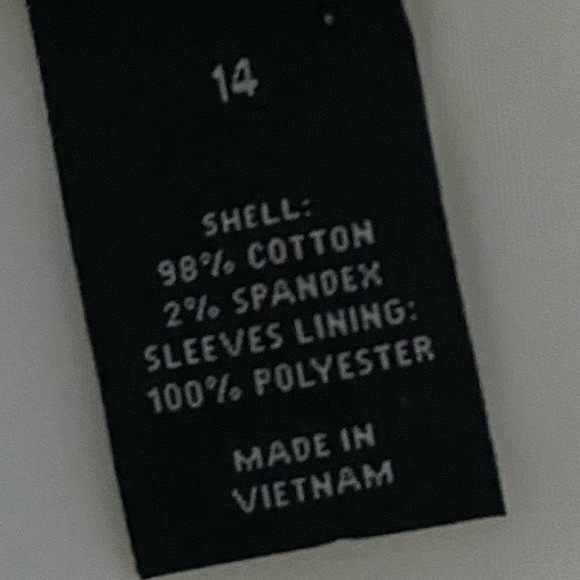 14
SHELL:
98% COTTON
2% SPANDEX
SLEEVES LINING:
100% POLYESTER
MADE IN
VIETNAM